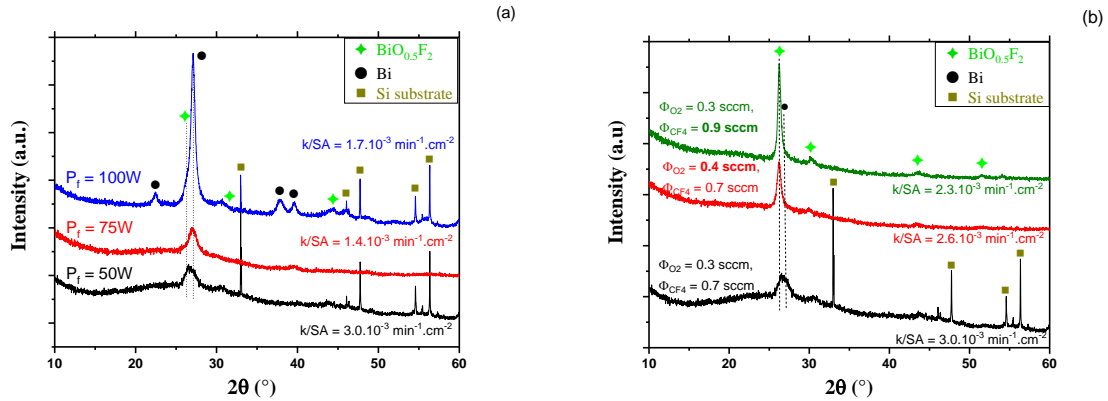 (a)
BiO0.5F2
Bi
Si substrate
k/SA = 1.7.10-3 min-1.cm-2
Pf = 100W
Pf = 75W
k/SA = 1.4.10-3 min-1.cm-2
Pf = 50W
k/SA = 3.0.10-3 min-1.cm-2
Intensity (a.u.)
10 20 30 40 50 60
2θ (°)
(b)
BiO0.5F2
Bi
Si substrate
ΦO2 = 0.3 sccm,
ΦCF4 = 0.9 sccm
ΦO2 = 0.4 sccm,
ΦCF4 = 0.7 sccm
k/SA = 2.3.10-3 min-1.cm-2
k/SA = 2.6.10-3 min-1.cm-2
ΦO2 = 0.3 sccm,
ΦCF4 = 0.7 sccm
k/SA = 3.0.10-3 min-1.cm-2
Intensity (a.u)
10 20 30 40 50 60
2θ (°)